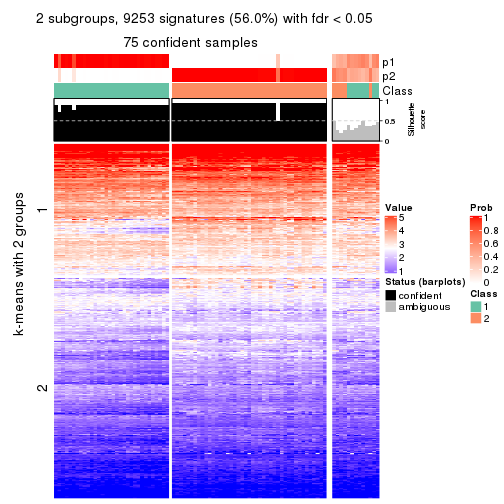 2 subgroups, 9253 signatures (56.0%) with fdr < 0.05
75 confident samples
p1
p2
Class
1
0.5
0
Silhouette
score
k-means with 2 groups
1
2
Value
5
4
3
2
1
Status (barplots)
confident
ambiguous
Prob
1
0.8
0.6
0.4
0.2
0
Class
1
2